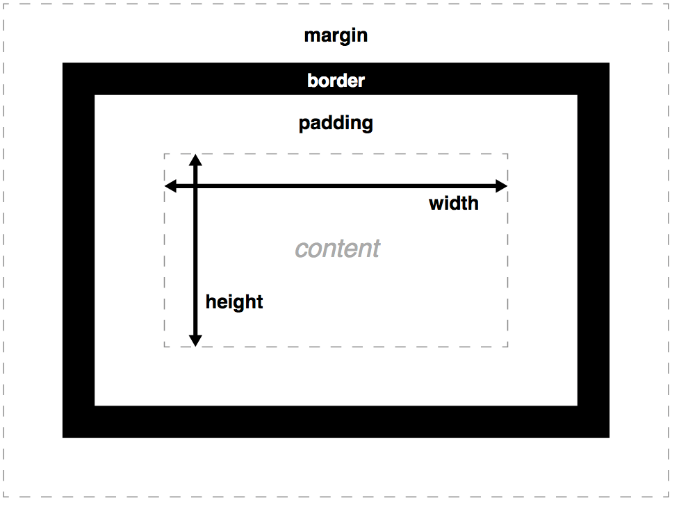 margin
border
padding
width
content
height